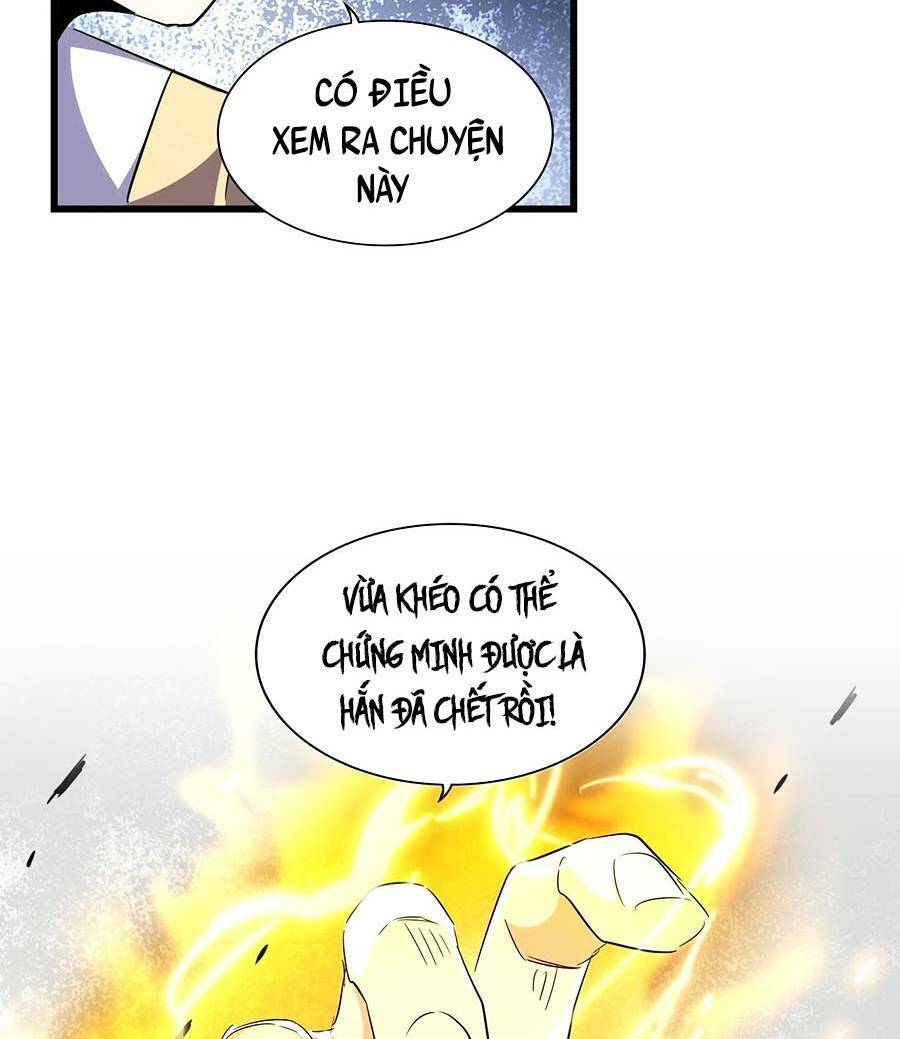 CÓ ĐIỀU
XEM RA CHUYỆN
NÀY
VỪA KHÉO CÓ THỂ
CHỨNG MINH ĐƯỢC LÀ
HẮN ĐÃ CHẾT RỒI!